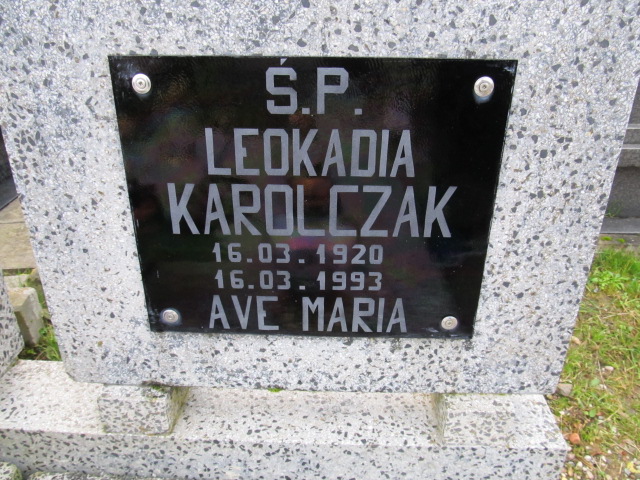 Ś.P.
LEOKADIA
KAROLCZAK
16.03.1920
16.03.1993
AVE MARIA